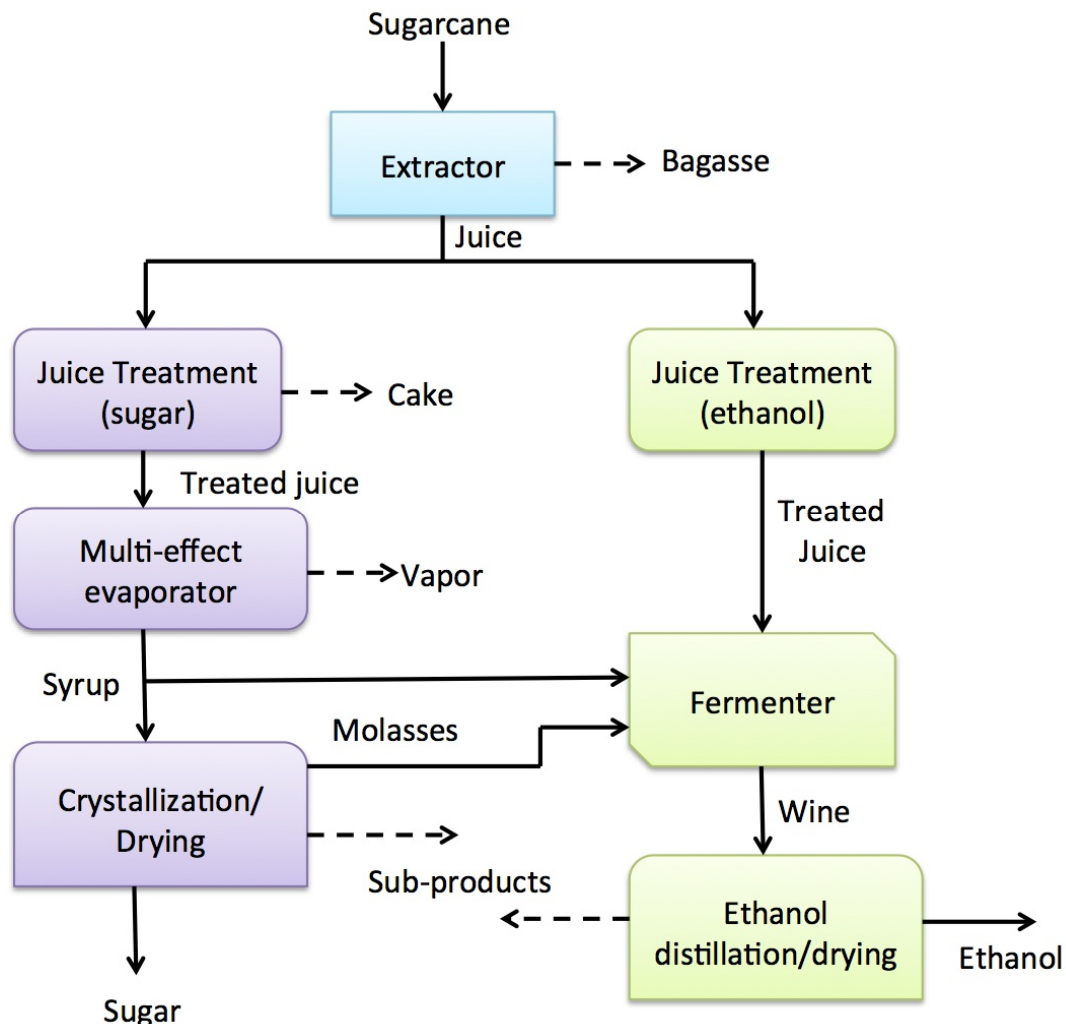 Sugarcane
Extractor
Bagasse
Juice
Juice Treatment
(sugar)
Cake
Juice Treatment
(ethanol)
Treated juice
Treated
Juice
Multi-effect
evaporator
Vapor
Syrup
Molasses
Fermenter
Crystallization/
Drying
Wine
Sub-products
Ethanol
distillation/drying
Ethanol
Sugar